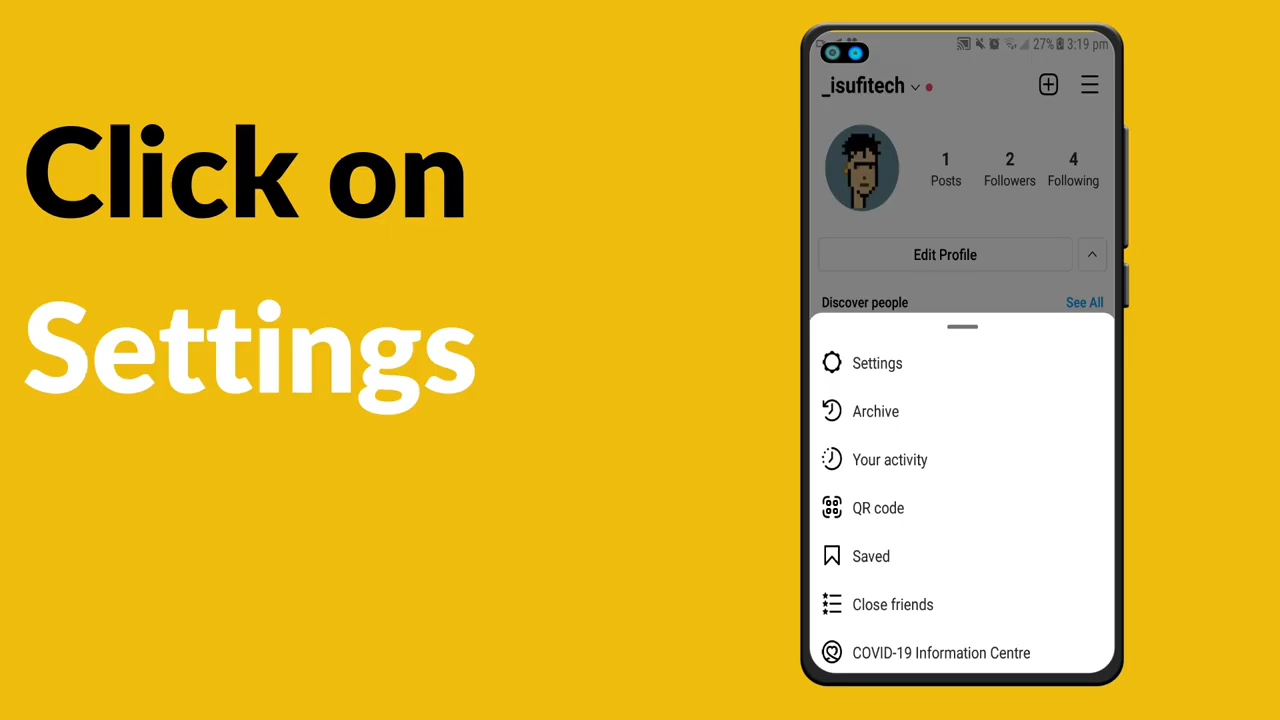 Click on
Settings
27% 3:19 pm
_isufitech
1 2 4
Posts Followers Following
Edit Profile
Discover people See All
Settings
Archive
Your activity
QR code
Saved
Close friends
COVID-19 Information Centre